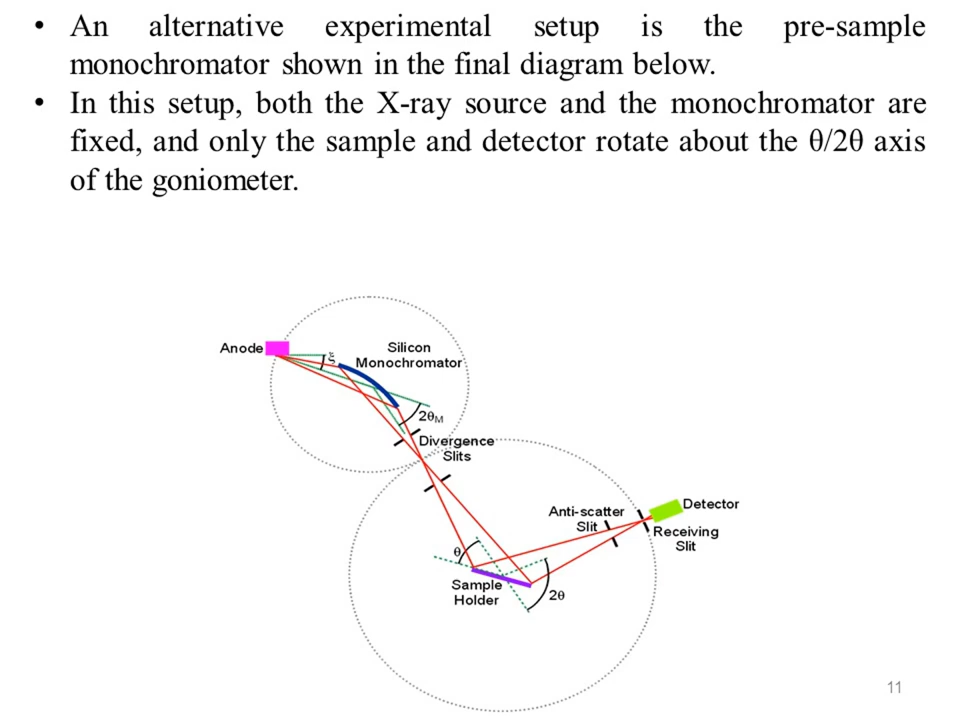 • An alternative experimental setup is the pre-sample
monochromator shown in the final diagram below.
• In this setup, both the X-ray source and the monochromator are
fixed, and only the sample and detector rotate about the θ/2θ axis
of the goniometer.
Anode
ξ
Silicon
Monochromator
2θM
Divergence
Slits
Anti-scatter
Slit
Detector
Receiving
Slit
θ
Sample
Holder
2θ
11